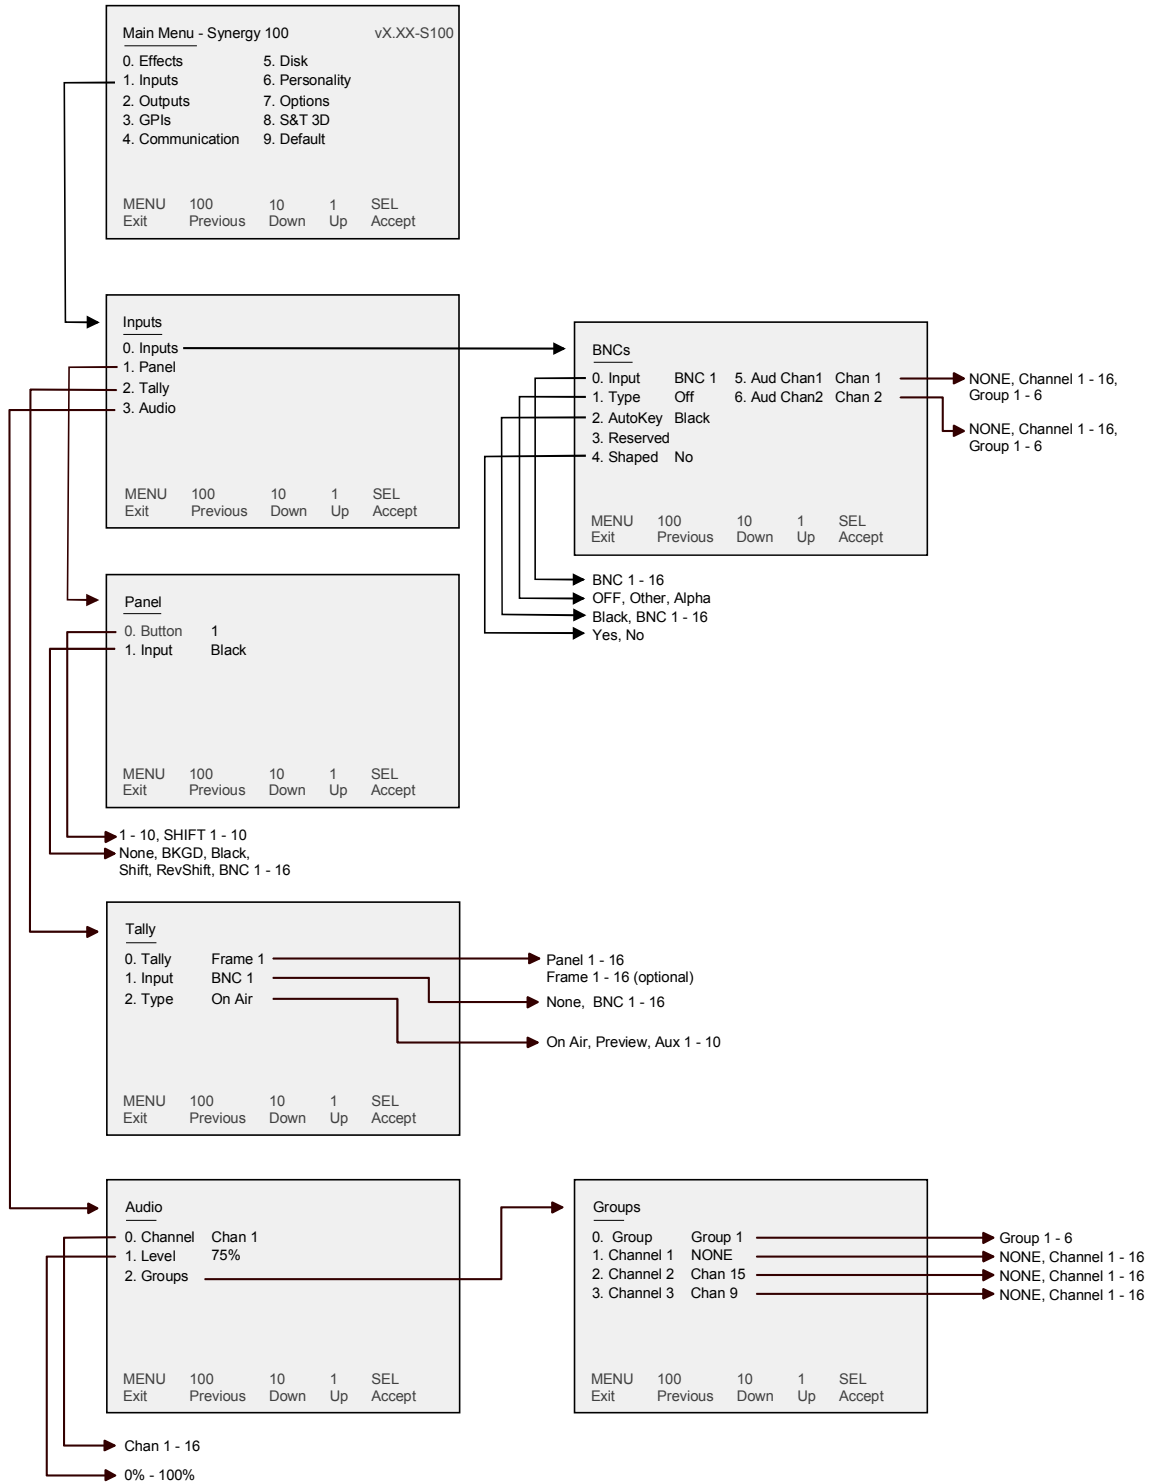 Main Menu - Synergy 100 vX.XX-S100
0. Effects 5. Disk
1. Inputs 6. Personality
2. Outputs 7. Options
3. GPIs 8. S&T 3D
4. Communication 9. Default
MENU 100 10 1 SEL
Exit Previous Down Up Accept
Inputs
0. Inputs
1. Panel
2. Tally
3. Audio
MENU 100 10 1 SEL
Exit Previous Down Up Accept
BNCs
0. Input BNC 1 5. Aud Chan1 Chan 1
1. Type Off 6. Aud Chan2 Chan 2
2. AutoKey Black
3. Reserved
4. Shaped No
MENU 100 10 1 SEL
Exit Previous Down Up Accept
NONE, Channel 1 - 16,
Group 1 - 6
NONE, Channel 1 - 16,
Group 1 - 6
BNC 1 - 16
OFF, Other, Alpha
Black, BNC 1 - 16
Yes, No
Panel
0. Button 1
1. Input Black
MENU 100 10 1 SEL
Exit Previous Down Up Accept
1 - 10, SHIFT 1 - 10
None, BKGD, Black,
Shift, RevShift, BNC 1 - 16
Tally
0. Tally Frame 1
1. Input BNC 1
2. Type On Air
MENU 100 10 1 SEL
Exit Previous Down Up Accept
Panel 1 - 16
Frame 1 - 16 (optional)
None, BNC 1 - 16
On Air, Preview, Aux 1 - 10
Audio
0. Channel Chan 1
1. Level 75%
2. Groups
MENU 100 10 1 SEL
Exit Previous Down Up Accept
Chan 1 - 16
0% - 100%
Groups
0. Group Group 1
1. Channel 1 NONE
2. Channel 2 Chan 15
3. Channel 3 Chan 9
MENU 100 10 1 SEL
Exit Previous Down Up Accept
Group 1 - 6
NONE, Channel 1 - 16
NONE, Channel 1 - 16
NONE, Channel 1 - 16